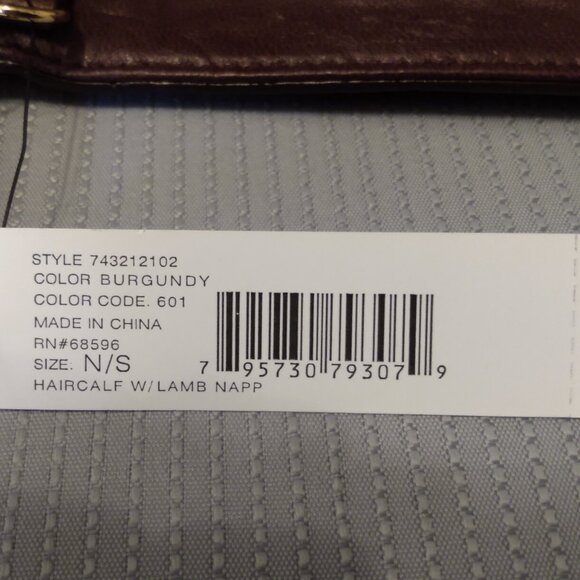 STYLE 743212102
COLOR BURGUNDY
COLOR CODE. 601
MADE IN CHINA
RN#68596
SIZE: N/S
7 95730 79307 9
HAIRCALF W/LAMB NAPP